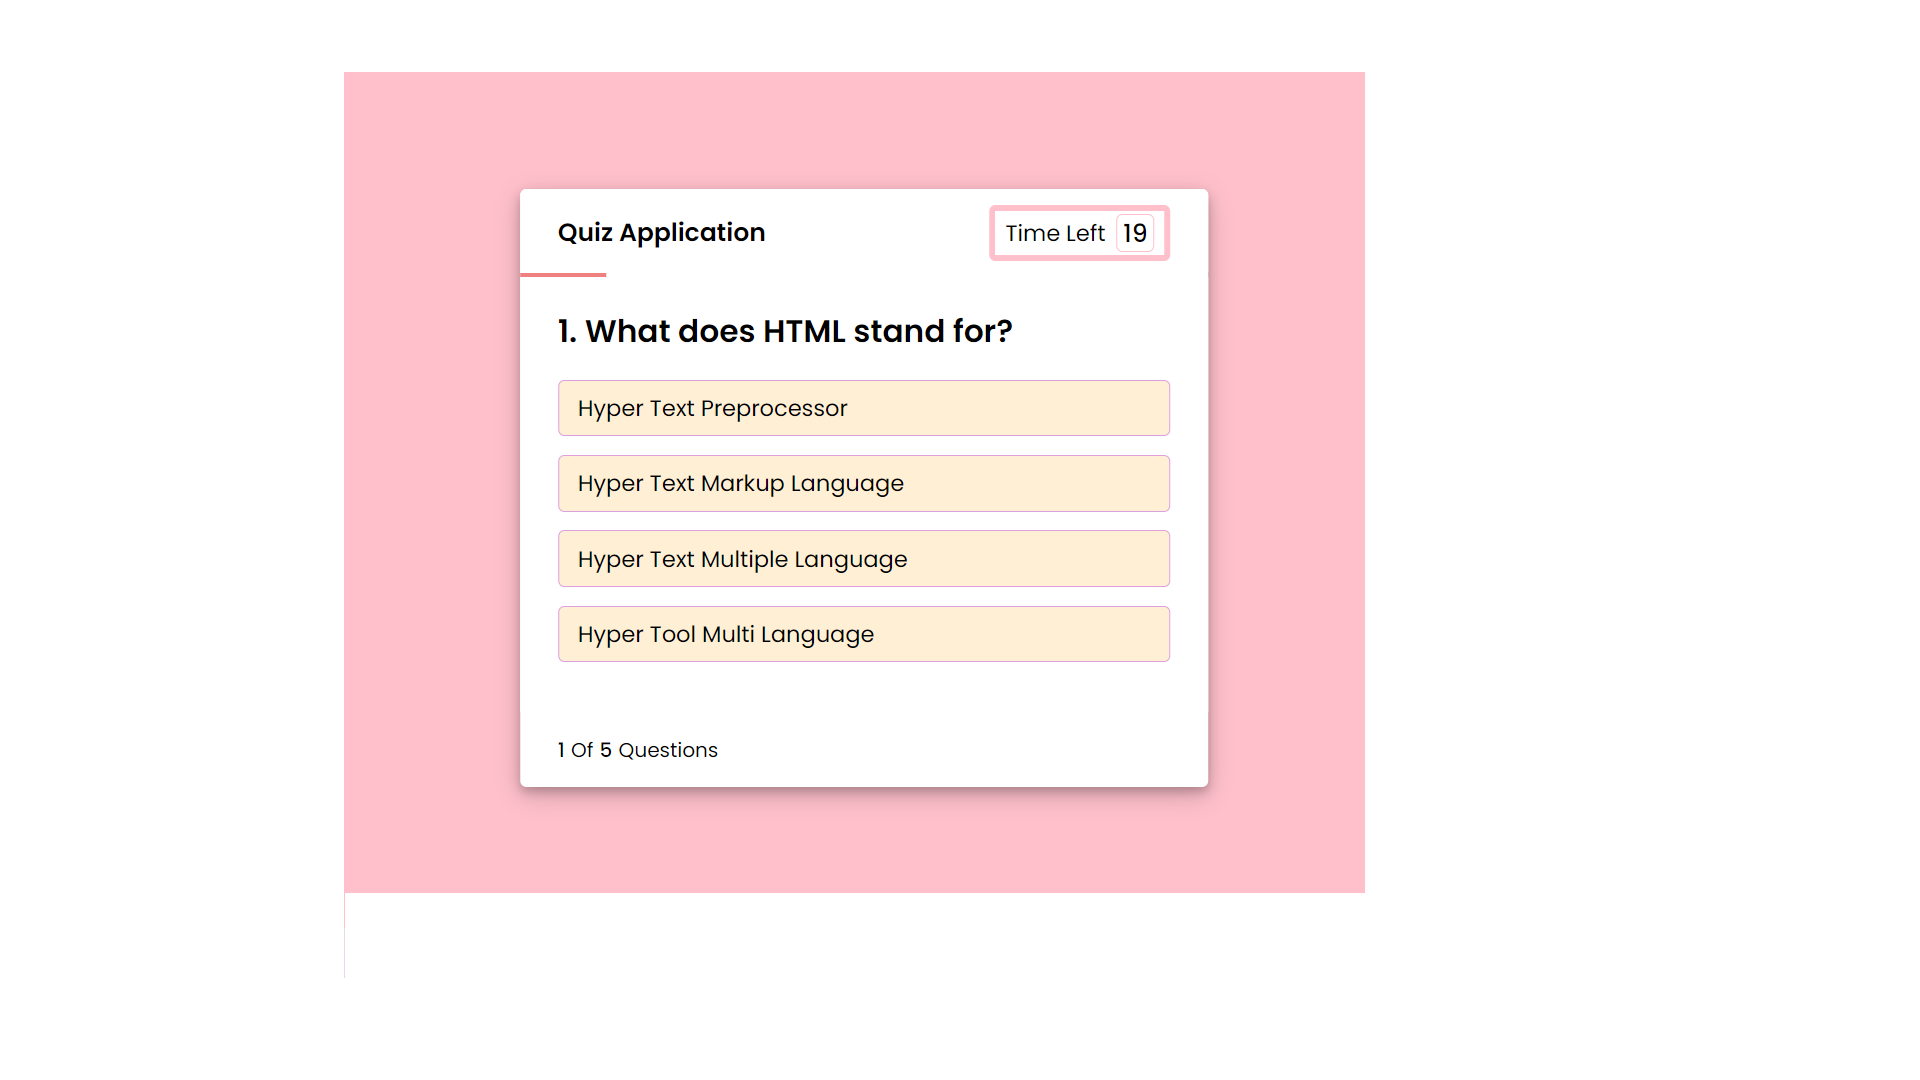 Quiz Application
Time Left 19
1. What does HTML stand for?
Hyper Text Preprocessor
Hyper Text Markup Language
Hyper Text Multiple Language
Hyper Tool Multi Language
1 Of 5 Questions